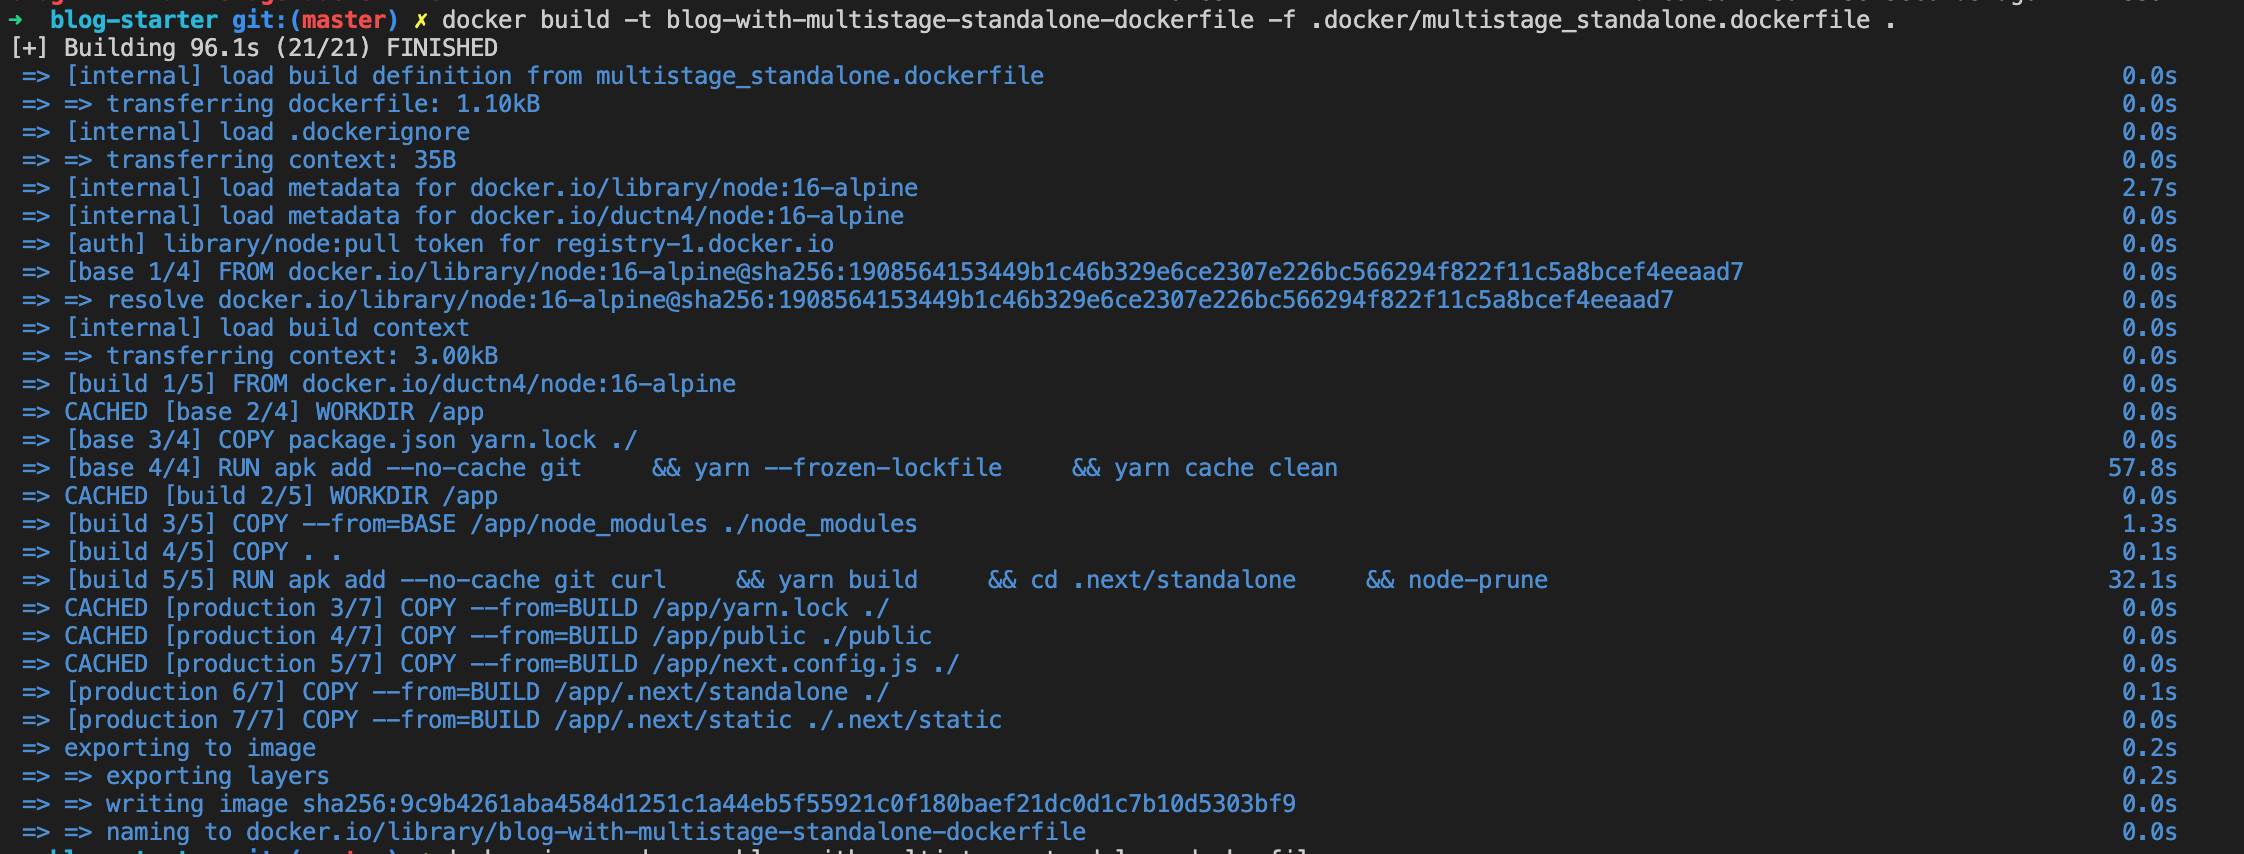 ➜  blog-starter git:(master) ✗ docker build -t blog-with-multistage-standalone-dockerfile -f .docker/multistage_standalone.dockerfile .
[+] Building 96.1s (21/21) FINISHED
=> [internal] load build definition from multistage_standalone.dockerfile 0.0s
=> => transferring dockerfile: 1.10kB 0.0s
=> [internal] load .dockerignore 0.0s
=> => transferring context: 35B 0.0s
=> [internal] load metadata for docker.io/library/node:16-alpine 2.7s
=> [internal] load metadata for docker.io/ductn4/node:16-alpine 0.0s
=> [auth] library/node:pull token for registry-1.docker.io 0.0s
=> [base 1/4] FROM docker.io/library/node:16-alpine@sha256:1908564153449b1c46b329e6ce2307e226bc566294f822f11c5a8bcef4eeaad7 0.0s
=> => resolve docker.io/library/node:16-alpine@sha256:1908564153449b1c46b329e6ce2307e226bc566294f822f11c5a8bcef4eeaad7 0.0s
=> [internal] load build context 0.0s
=> => transferring context: 3.00kB 0.0s
=> [build 1/5] FROM docker.io/ductn4/node:16-alpine 0.0s
=> CACHED [base 2/4] WORKDIR /app 0.0s
=> [base 3/4] COPY package.json yarn.lock ./ 0.0s
=> [base 4/4] RUN apk add --no-cache git     && yarn --frozen-lockfile     && yarn cache clean 57.8s
=> CACHED [build 2/5] WORKDIR /app 0.0s
=> [build 3/5] COPY --from=BASE /app/node_modules ./node_modules 1.3s
=> [build 4/5] COPY . . 0.1s
=> [build 5/5] RUN apk add --no-cache git curl     && yarn build     && cd .next/standalone     && node-prune 32.1s
=> CACHED [production 3/7] COPY --from=BUILD /app/yarn.lock ./ 0.0s
=> CACHED [production 4/7] COPY --from=BUILD /app/public ./public 0.0s
=> CACHED [production 5/7] COPY --from=BUILD /app/next.config.js ./ 0.0s
=> [production 6/7] COPY --from=BUILD /app/.next/standalone ./ 0.1s
=> [production 7/7] COPY --from=BUILD /app/.next/static ./.next/static 0.0s
=> exporting to image 0.2s
=> => exporting layers 0.2s
=> => writing image sha256:9c9b4261aba4584d1251c1a44eb5f55921c0f180baef21dc0d1c7b10d5303bf9 0.0s
=> => naming to docker.io/library/blog-with-multistage-standalone-dockerfile 0.0s